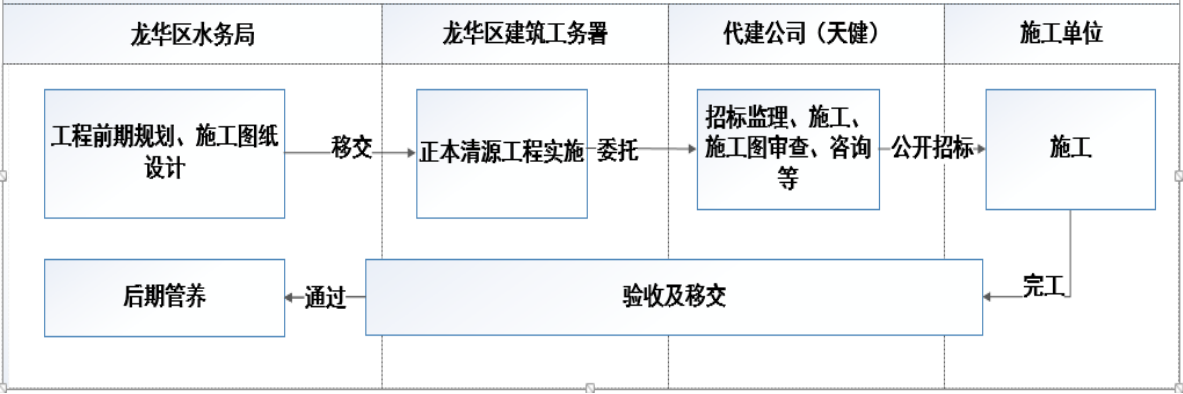 龙华区水务局
龙华区建筑工务署
代建公司（天健）
施工单位
工程前期规划、施工图纸
设计
移交
正本清源工程实施
委托
招标监理、施工、
施工图审查、咨询
等
公开招标
施工
后期管养
通过
验收及移交
完工